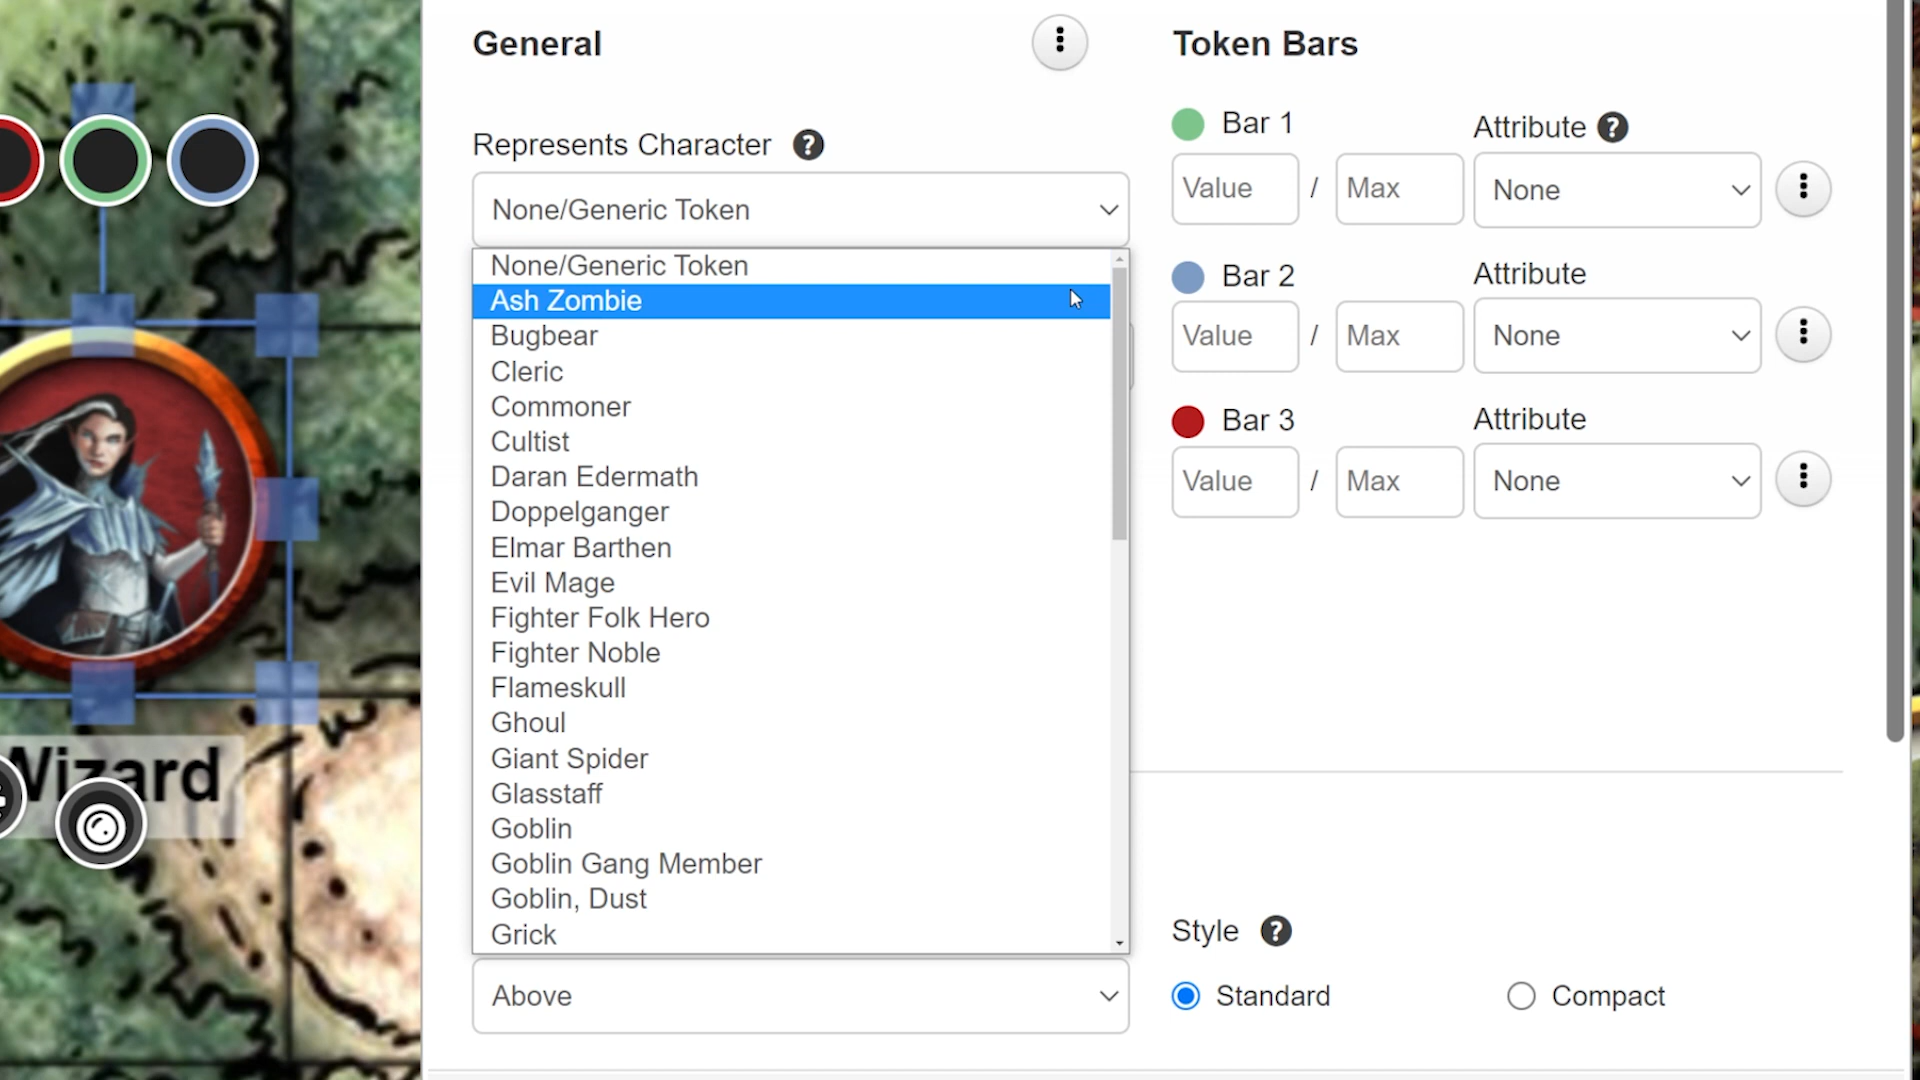 General
Represents Character ?
None/Generic Token
None/Generic Token
Ash Zombie
Bugbear
Cleric
Commoner
Cultist
Daran Edermath
Doppelganger
Elmar Barthen
Evil Mage
Fighter Folk Hero
Fighter Noble
Flameskull
Ghoul
Giant Spider
Glasstaff
Goblin
Goblin Gang Member
Goblin, Dust
Grick
Above
Token Bars
Bar 1 Attribute ?
Value / Max None
Bar 2 Attribute
Value / Max None
Bar 3 Attribute
Value / Max None
Style ?
Standard Compact
Wizard